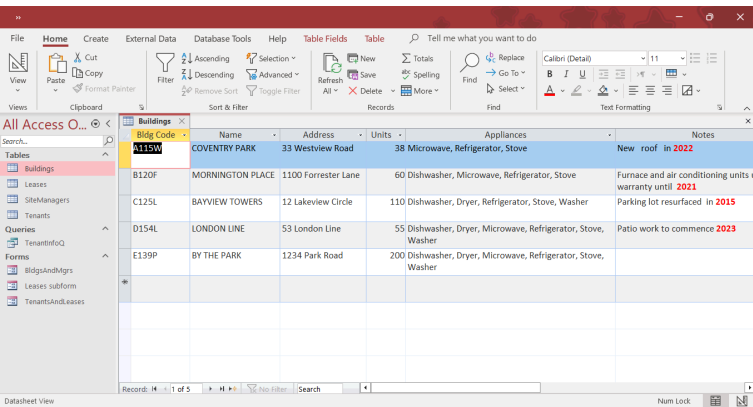 »
File Home Create External Data Database Tools Help Table Fields Table Tell me what you want to do
View
Views
Paste
Cut
Copy
Format Painter
Clipboard
Filter
Ascending
Descending
Remove Sort
Selection
Advanced
Toggle Filter
Sort & Filter
Refresh
All
New
Save
Delete
Totals
Spelling
More
Records
Find
Replace
Go To
Select
Find
Calibri (Detail) 11
B I U
A
Text Formatting
All Access O...
Search...
Tables
Buildings
Leases
SiteManagers
Tenants
Queries
TenantInfoQ
Forms
BldgsAndMgrs
Leases subform
TenantsAndLeases
Buildings
Bldg Code Name Address Units Appliances Notes
A115W COVENTRY PARK 33 Westview Road 38 Microwave, Refrigerator, Stove New roof in 2022
B120F MORNINGTON PLACE 1100 Forrester Lane 60 Dishwasher, Microwave, Refrigerator, Stove Furnace and air conditioning units
warranty until 2021
C125L BAYVIEW TOWERS 12 Lakeview Circle 110 Dishwasher, Dryer, Refrigerator, Stove, Washer Parking lot resurfaced in 2015
D154L LONDON LINE 53 London Line 55 Dishwasher, Dryer, Microwave, Refrigerator, Stove, Patio work to commence 2023
Washer
E139P BY THE PARK 1234 Park Road 200 Dishwasher, Dryer, Microwave, Refrigerator, Stove,
Washer
Record: 1 of 5 No Filter Search
Datasheet View Num Lock